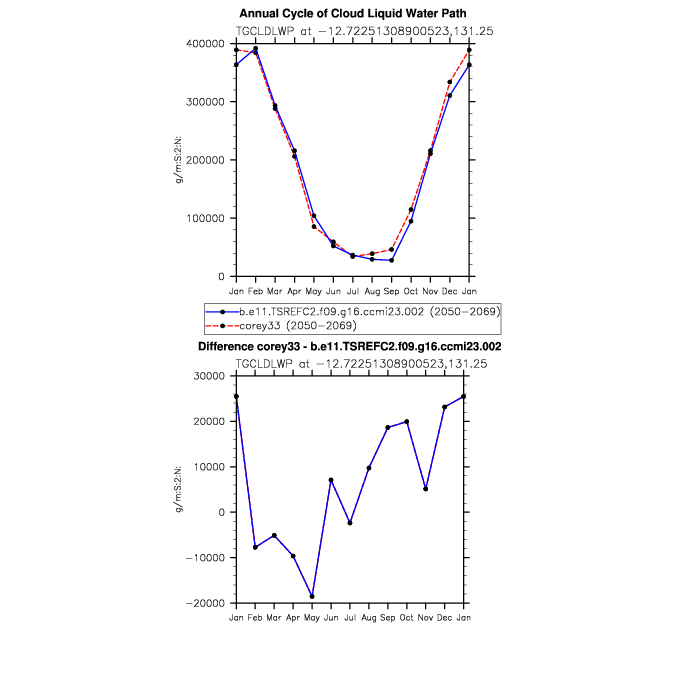 Annual Cycle of Cloud Liquid Water Path
TGCLDLWP at −12.72251308900523,131.25
400000
300000
200000
100000
0
g/m:S:2:N:
Jan Feb Mar Apr May Jun Jul Aug Sep Oct Nov Dec Jan
b.e11.TSREFC2.f09.g16.ccmi23.002 (2050−2069)
corey33 (2050−2069)
Difference corey33 - b.e11.TSREFC2.f09.g16.ccmi23.002
TGCLDLWP at −12.72251308900523,131.25
30000
20000
10000
0
−10000
−20000
g/m:S:2:N:
Jan Feb Mar Apr May Jun Jul Aug Sep Oct Nov Dec Jan